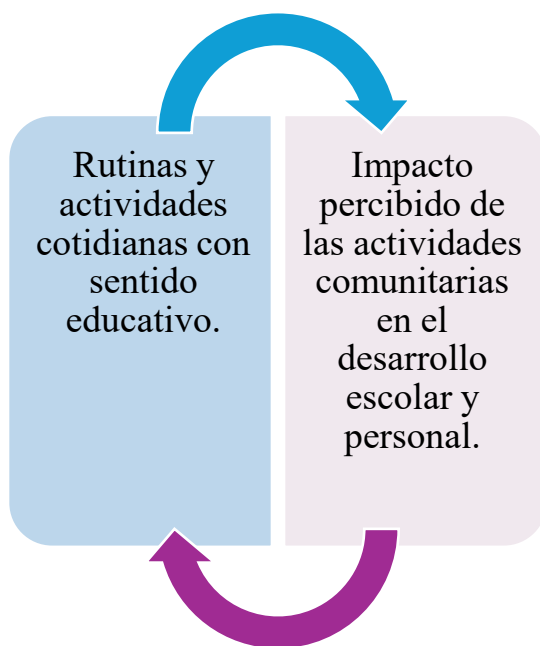 Rutinas y
actividades
cotidianas con
sentido
educativo.
Impacto
percibido de
las actividades
comunitarias
en el
desarrollo
escolar y
personal.